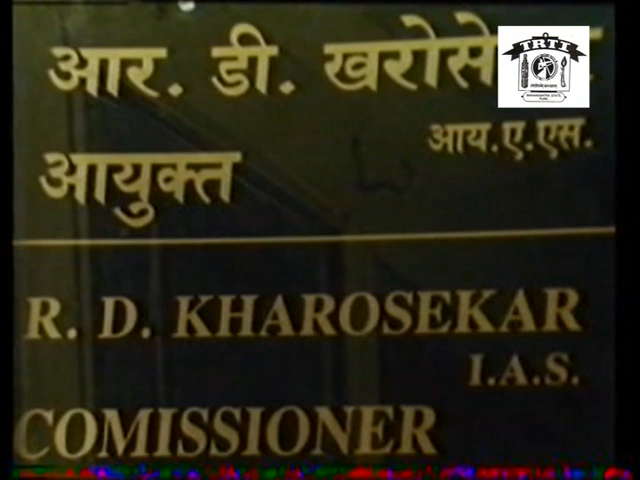 आर. डी.
TRTI
आय.ए.एस.
आयुक्त
R. D. KHAROSEKAR
I.A.S.
COMISSIONER